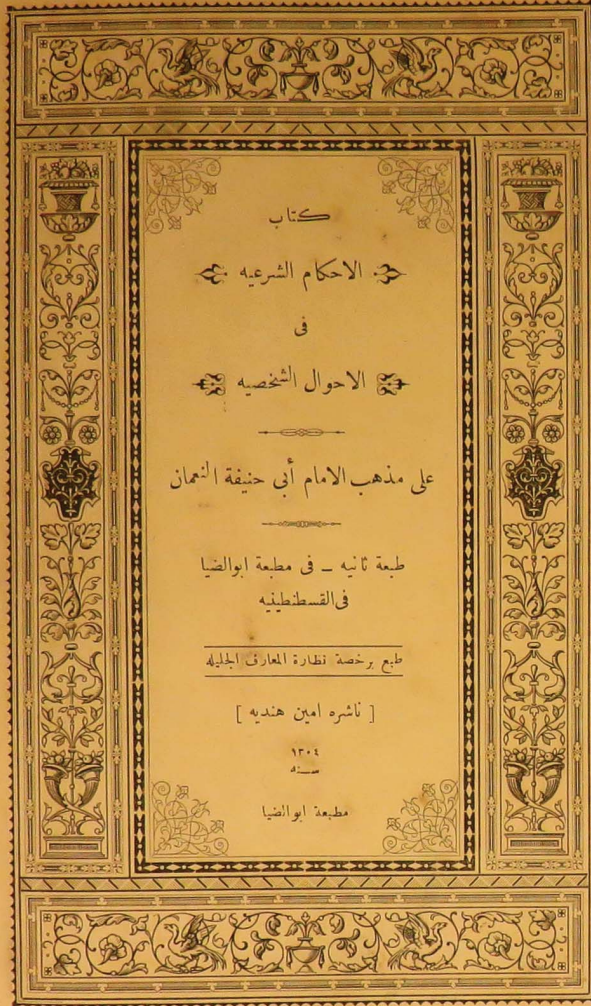 كتاب
الاحكام الشرعيه
فى
الاحوال الشخصيه
على مذهب الامام أبى حنيفة النعمان
طبعة ثانيه ـ فى مطبعة ابوالضيا
فى القسطنطينيه
طبع برخصة نظارة المعارف الجليله
[ ناشره امين هنديه ]
١٣٠٤
سنه
مطبعة ابوالضيا